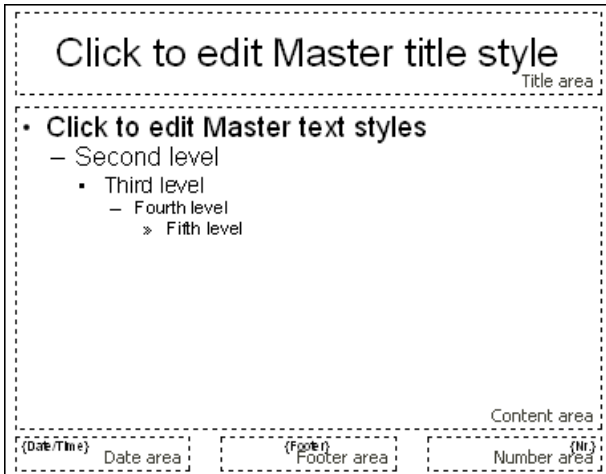 Click to edit Master title style
Title area
• Click to edit Master text styles
– Second level
• Third level
– Fourth level
» Fifth level
Content area
{Date/Time}
Date area
{Footer}
Footer area
{Nr.}
Number area